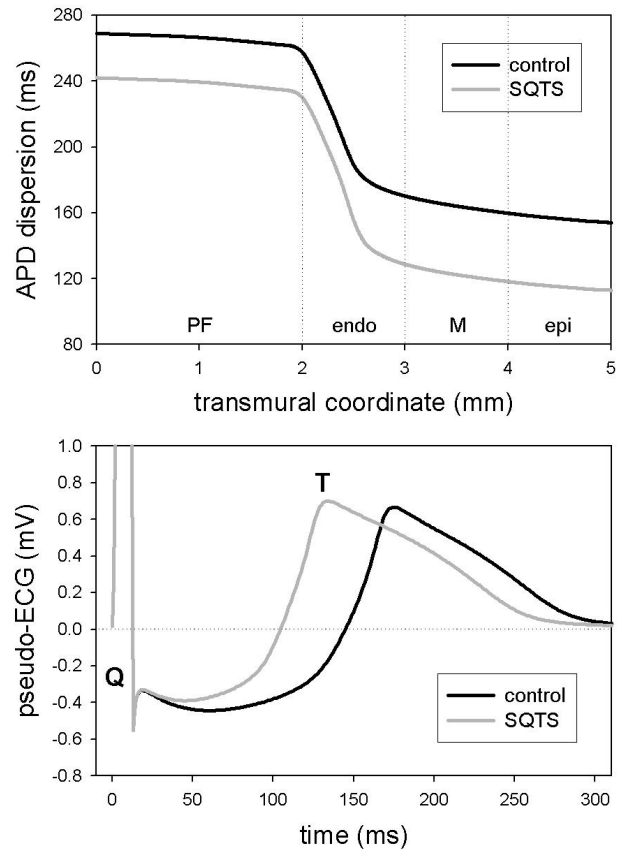 APD dispersion (ms)
280
240
200
160
120
80
control
SQTS
PF
endo
M
epi
0
1
2
3
4
5
transmural coordinate (mm)
pseudo-ECG (mV)
1.0
0.8
0.6
0.4
0.2
0.0
-0.2
-0.4
-0.6
-0.8
T
Q
control
SQTS
0
50
100
150
200
250
300
time (ms)